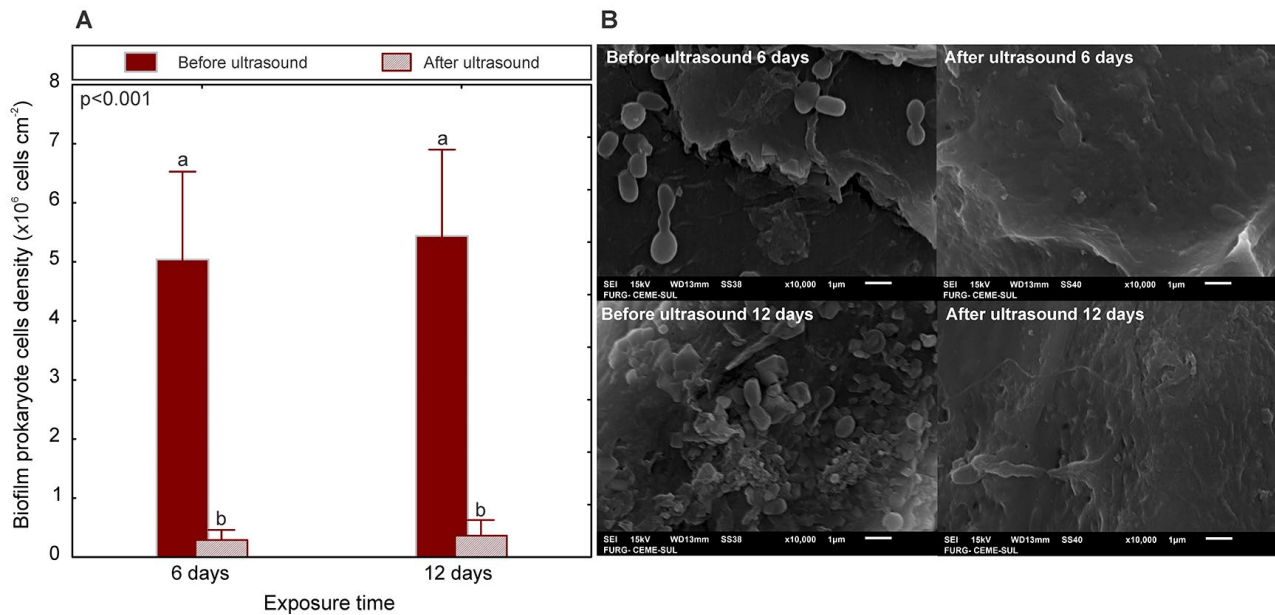 A
Before ultrasound After ultrasound
8
p<0.001
7
6
5
4
3
2
1
0
a
b
a
b
6 days 12 days
Exposure time
Biofilm prokaryote cells density (x10⁶ cells cm⁻²)
B
Before ultrasound 6 days
SEI 15kV WD13mm SS38 x10,000 1µm
FURG- CEME-SUL
After ultrasound 6 days
SEI 15kV WD13mm SS40 x10,000 1µm
FURG- CEME-SUL
Before ultrasound 12 days
SEI 15kV WD13mm SS38 x10,000 1µm
FURG- CEME-SUL
After ultrasound 12 days
SEI 15kV WD13mm SS40 x10,000 1µm
FURG- CEME-SUL